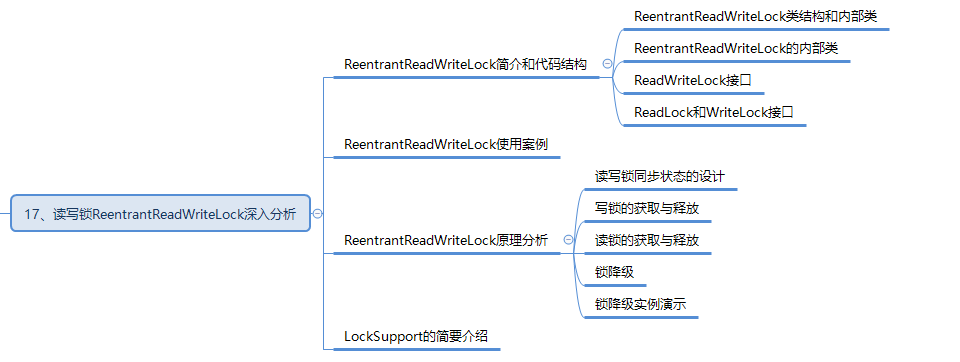 17、读写锁ReentrantReadWriteLock深入分析
ReentrantReadWriteLock简介和代码结构
ReentrantReadWriteLock类结构和内部类
ReentrantReadWriteLock的内部类
ReadWriteLock接口
ReadLock和WriteLock接口
ReentrantReadWriteLock使用案例
ReentrantReadWriteLock原理分析
读写锁同步状态的设计
写锁的获取与释放
读锁的获取与释放
锁降级
锁降级实例演示
LockSupport的简要介绍